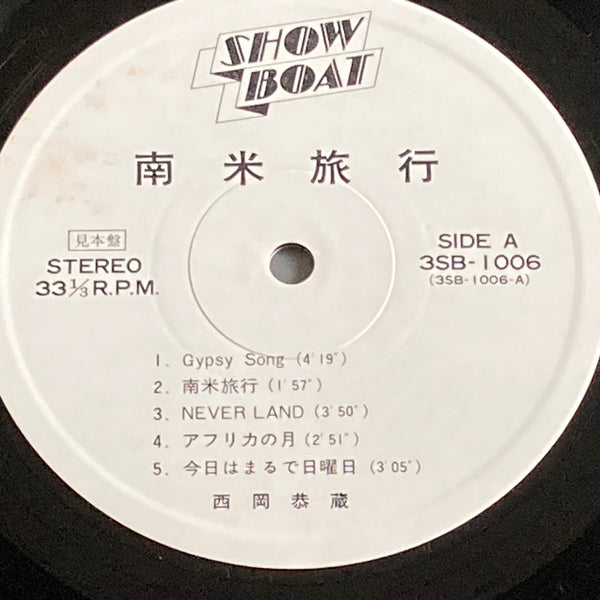 SHOW
BOAT
南米旅行
見本盤
STEREO
33 1/3 R.P.M.
SIDE A
3SB-1006
(3SB-1006-A)
1. Gypsy Song (4'19")
2. 南米旅行 (1'57")
3. NEVER LAND (3'50")
4. アフリカの月 (2'51")
5. 今日はまるで日曜日 (3'05")
西岡恭蔵